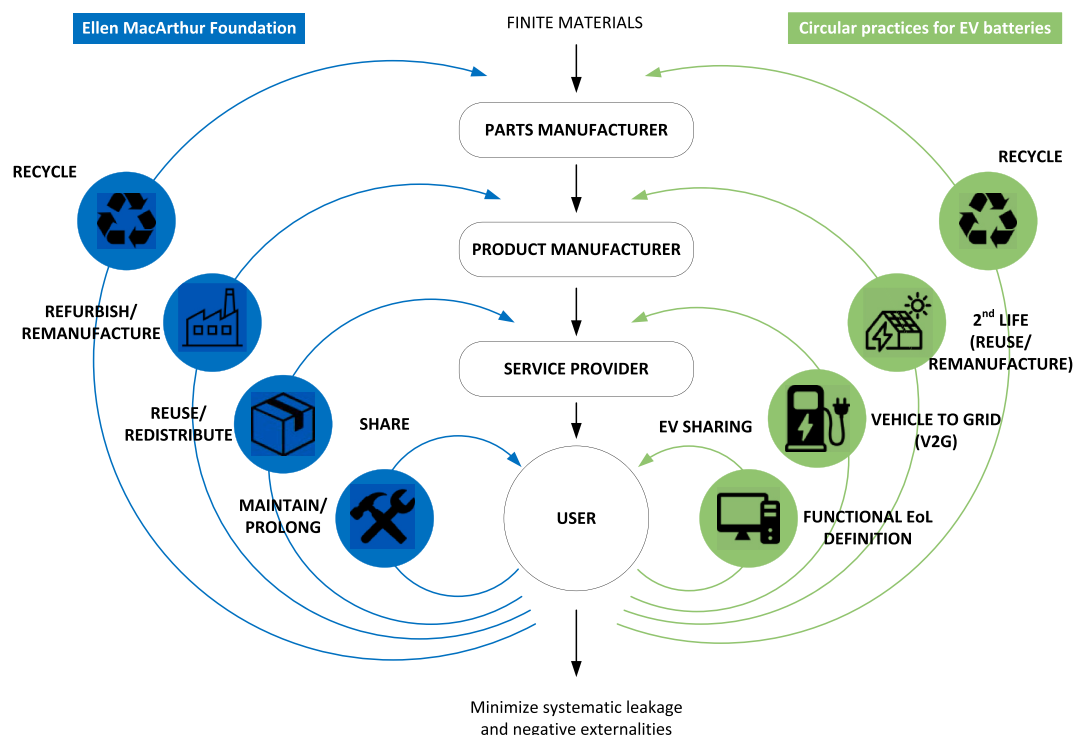 Ellen MacArthur Foundation
FINITE MATERIALS
Circular practices for EV batteries
PARTS MANUFACTURER
RECYCLE
RECYCLE
PRODUCT MANUFACTURER
REFURBISH/
REMANUFACTURE
2nd LIFE
(REUSE/
REMANUFACTURE)
SERVICE PROVIDER
REUSE/
REDISTRIBUTE
SHARE
EV SHARING
VEHICLE TO GRID
(V2G)
MAINTAIN/
PROLONG
USER
FUNCTIONAL EoL
DEFINITION
Minimize systematic leakage
and negative externalities